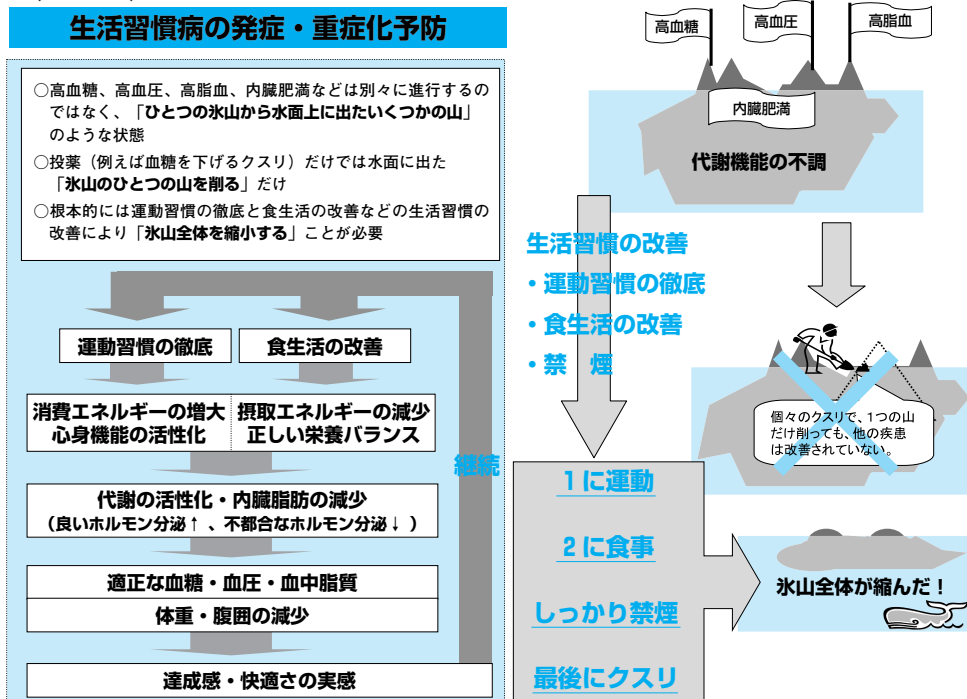 生活習慣病の発症・重症化予防
○高血糖、高血圧、高脂血、内臓肥満などは別々に進行するの
ではなく、「ひとつの氷山から水面上に出たいくつかの山」
のような状態
○投薬（例えば血糖を下げるクスリ）だけでは水面に出た
「氷山のひとつの山を削る」だけ
○根本的には運動習慣の徹底と食生活の改善などの生活習慣の
改善により「氷山全体を縮小する」ことが必要
運動習慣の徹底
食生活の改善
消費エネルギーの増大
心身機能の活性化
摂取エネルギーの減少
正しい栄養バランス
継続
代謝の活性化・内臓脂肪の減少
（良いホルモン分泌↑ 、不都合なホルモン分泌↓ ）
適正な血糖・血圧・血中脂質
体重・腹囲の減少
達成感・快適さの実感
高血糖
高血圧
高脂血
内臓肥満
代謝機能の不調
生活習慣の改善
・運動習慣の徹底
・食生活の改善
・禁　煙
個々のクスリで、1つの山
だけ削っても、他の疾患
は改善されていない。
1に運動
2に食事
しっかり禁煙
最後にクスリ
氷山全体が縮んだ！